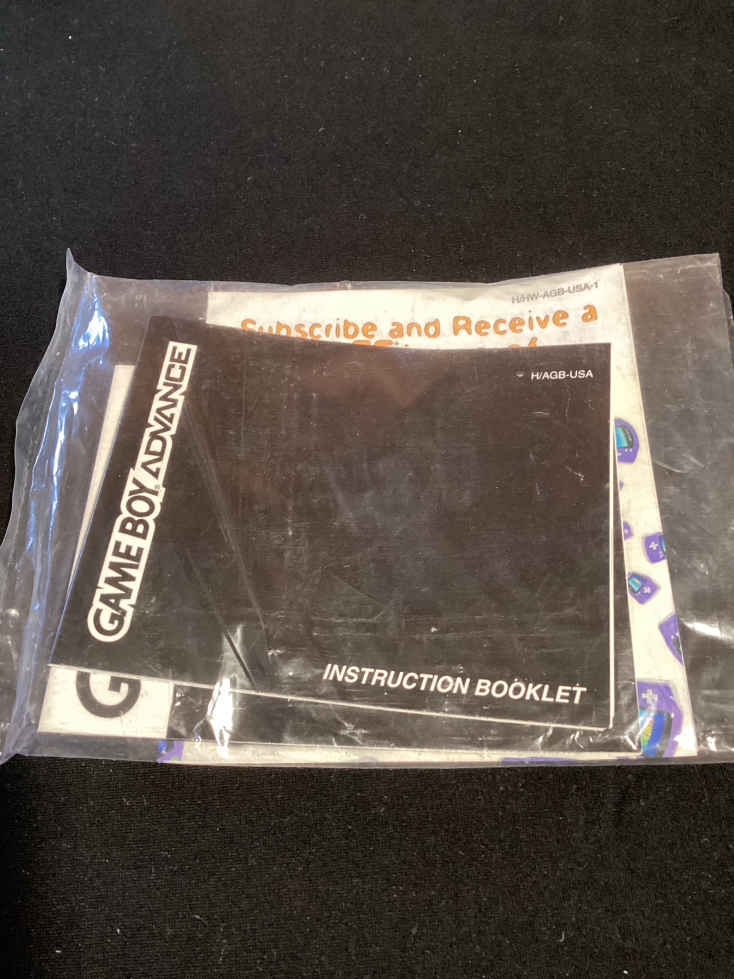 H/HW-AGB-USA-1
Subscribe and Receive a
H/AGB-USA
GAME BOY ADVANCE
INSTRUCTION BOOKLET
G